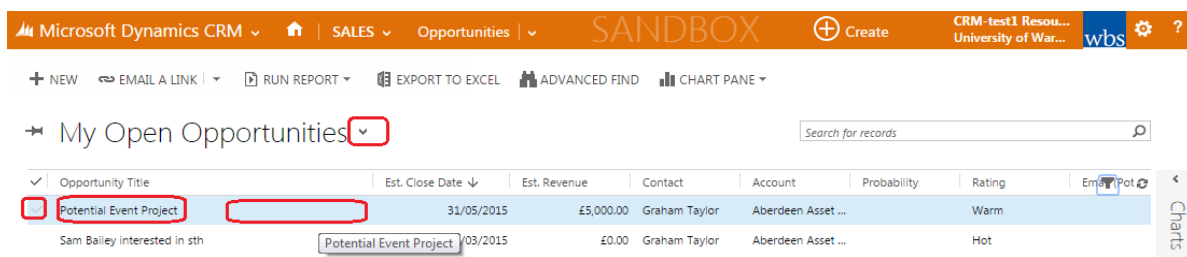 Microsoft Dynamics CRM SALES Opportunities SANDBOX Create CRM-test1 Resou... ?
University of War... wbs
NEW EMAIL A LINK RUN REPORT EXPORT TO EXCEL ADVANCED FIND CHART PANE
My Open Opportunities Search for records
Opportunity Title Est. Close Date ↓ Est. Revenue Contact Account Probability Rating Pot
Potential Event Project 31/05/2015 £5,000.00 Graham Taylor Aberdeen Asset ... Warm
Sam Bailey interested in sth /03/2015 £0.00 Graham Taylor Aberdeen Asset ... Hot
Potential Event Project
Charts